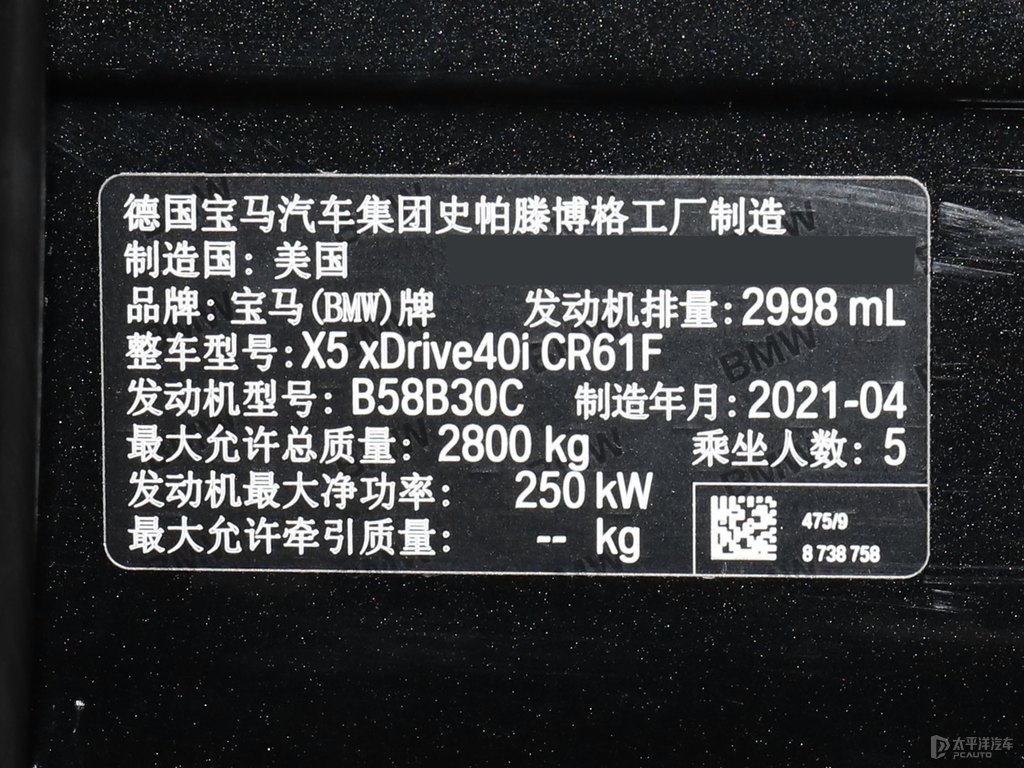 德国宝马汽车集团史帕滕博格工厂制造
制造国：美国
品牌：宝马(BMW)牌 发动机排量：2998 mL
整车型号：X5 xDrive40i CR61F
发动机型号：B58B30C 制造年月：2021-04
最大允许总质量：2800 kg 乘坐人数：5
发动机最大净功率： 250 kW
最大允许牵引质量： -- kg
475/9
8 738 758
太平洋汽车
PCAUTO